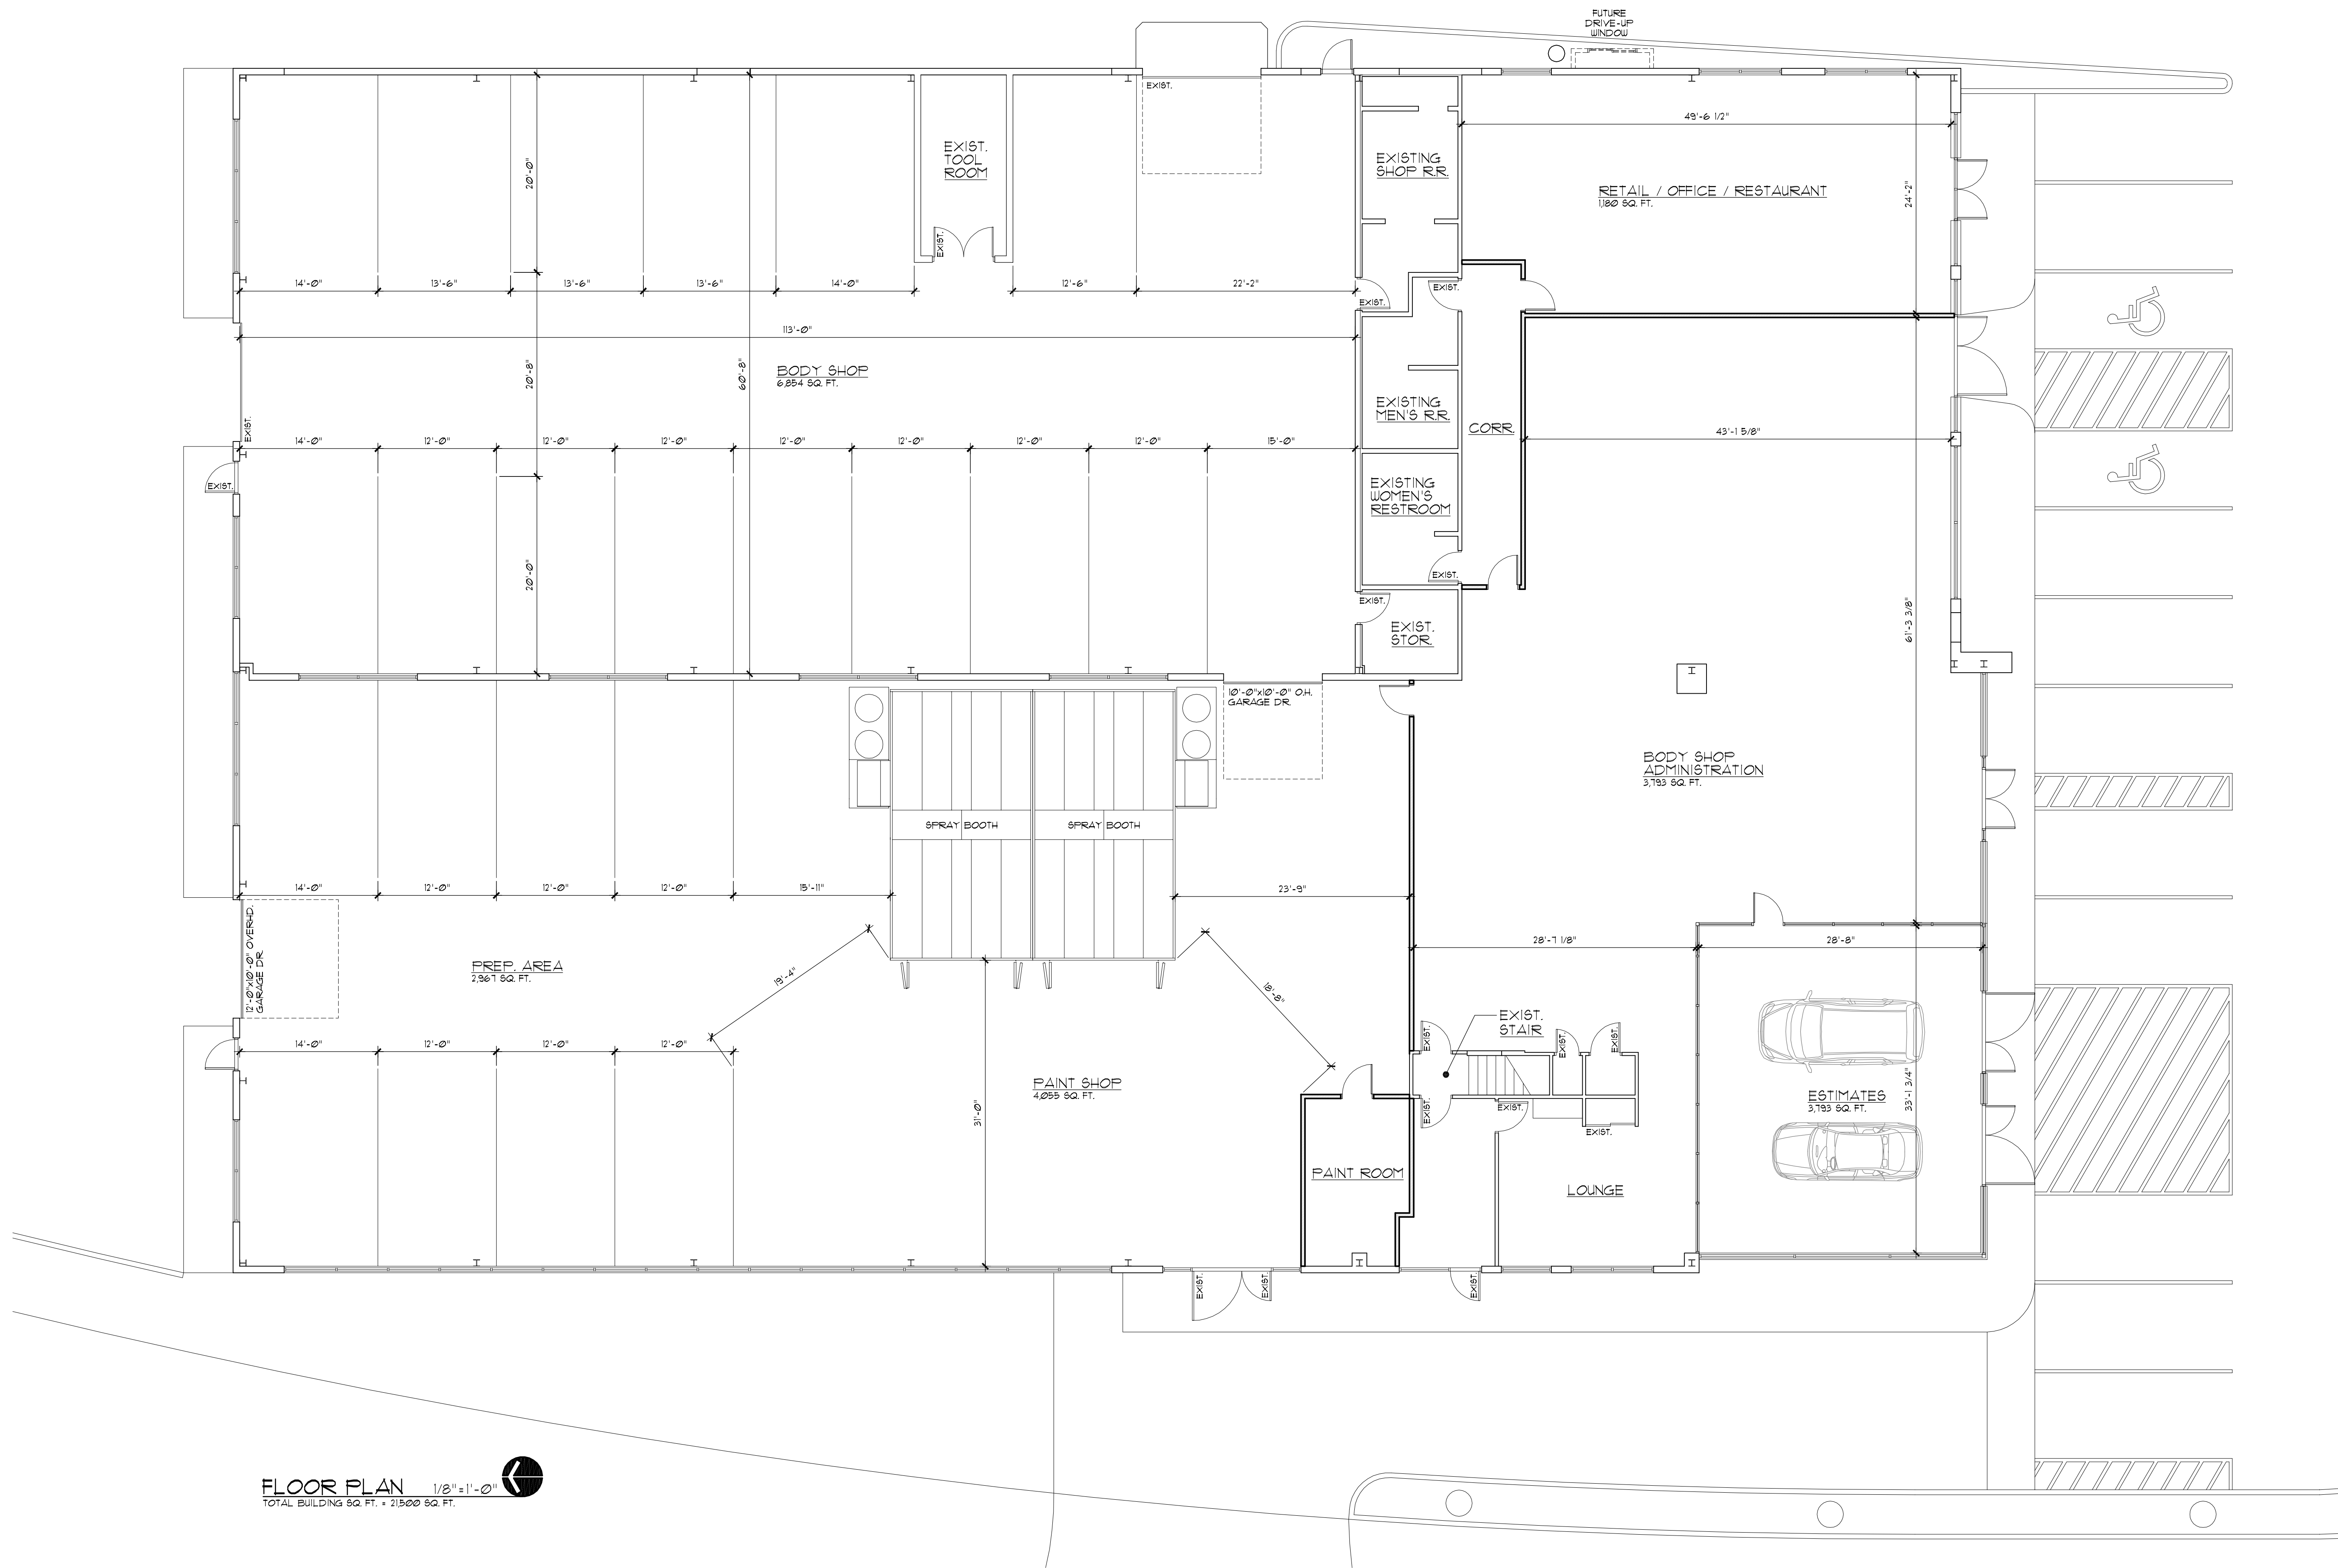 FUTURE
DRIVE-UP
WINDOW
EXIST.
49'-6 1/2"
EXIST.
TOOL
ROOM
EXISTING
SHOP R.R.
20'-0"
RETAIL / OFFICE / RESTAURANT
1,180 SQ. FT.
24'-2"
EXIST.
14'-0"
13'-6"
13'-6"
13'-6"
14'-0"
12'-6"
22'-2"
EXIST.
EXIST.
113'-0"
20'-8"
60'-8"
BODY SHOP
6,854 SQ. FT.
EXISTING
MEN'S R.R.
CORR.
43'-1 5/8"
EXIST.
14'-0"
12'-0"
12'-0"
12'-0"
12'-0"
12'-0"
12'-0"
12'-0"
15'-0"
EXIST.
EXISTING
WOMEN'S
RESTROOM
20'-0"
EXIST.
EXIST.
EXIST.
STOR.
61'-3 3/8"
10'-0"x10'-0" O.H.
GARAGE DR.
BODY SHOP
ADMINISTRATION
3,793 SQ. FT.
SPRAY BOOTH
SPRAY BOOTH
14'-0"
12'-0"
12'-0"
12'-0"
15'-11"
23'-9"
12'-0"x10'-0" OVERHD.
GARAGE DR.
28'-7 1/8"
28'-8"
PREP. AREA
2,967 SQ. FT.
19'-4"
18'-8"
EXIST.
STAIR
EXIST.
EXIST.
EXIST.
14'-0"
12'-0"
12'-0"
12'-0"
PAINT SHOP
4,055 SQ. FT.
31'-0"
EXIST.
EXIST.
EXIST.
ESTIMATES
3,793 SQ. FT.
33'-1 3/4"
PAINT ROOM
LOUNGE
EXIST.
EXIST.
EXIST.
FLOOR PLAN 1/8"=1'-0"
TOTAL BUILDING SQ. FT. = 21,500 SQ. FT.